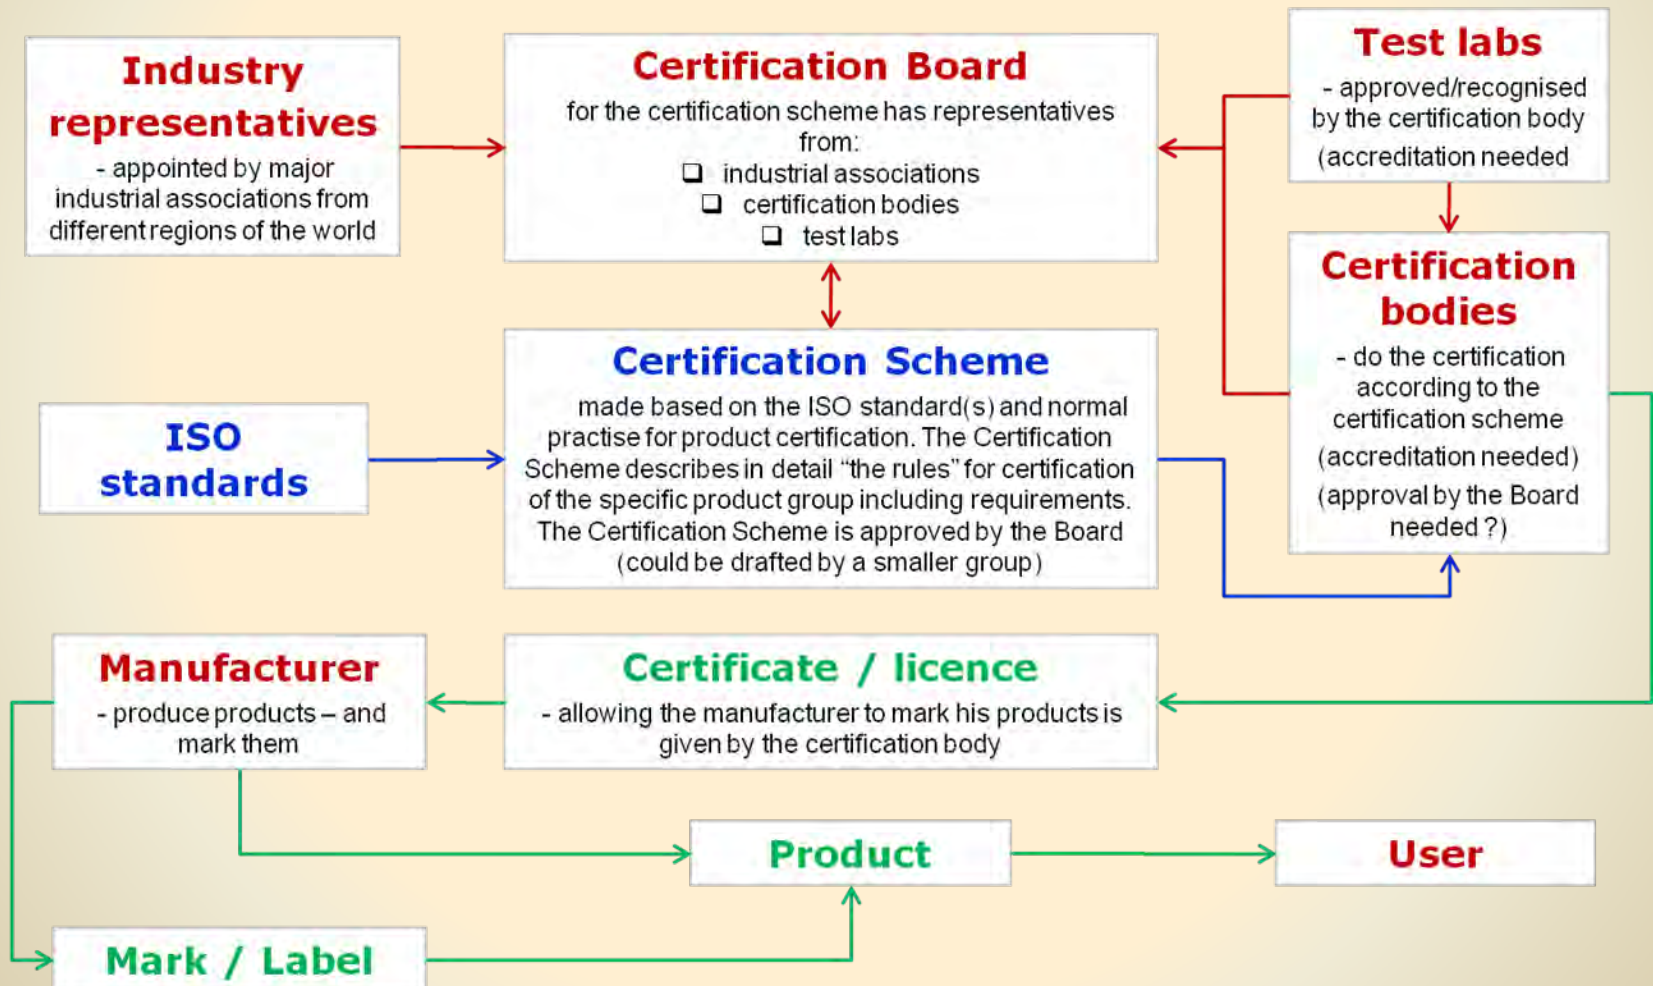 Industry
representatives
- appointed by major
industrial associations from
different regions of the world
Certification Board
for the certification scheme has representatives
from:
❑ industrial associations
❑ certification bodies
❑ test labs
Test labs
- approved/recognised
by the certification body
(accreditation needed
Certification
bodies
- do the certification
according to the
certification scheme
(accreditation needed)
(approval by the Board
needed ?)
ISO
standards
Certification Scheme
made based on the ISO standard(s) and normal
practise for product certification. The Certification
Scheme describes in detail “the rules” for certification
of the specific product group including requirements.
The Certification Scheme is approved by the Board
(could be drafted by a smaller group)
Manufacturer
- produce products – and
mark them
Certificate / licence
- allowing the manufacturer to mark his products is
given by the certification body
Product
User
Mark / Label